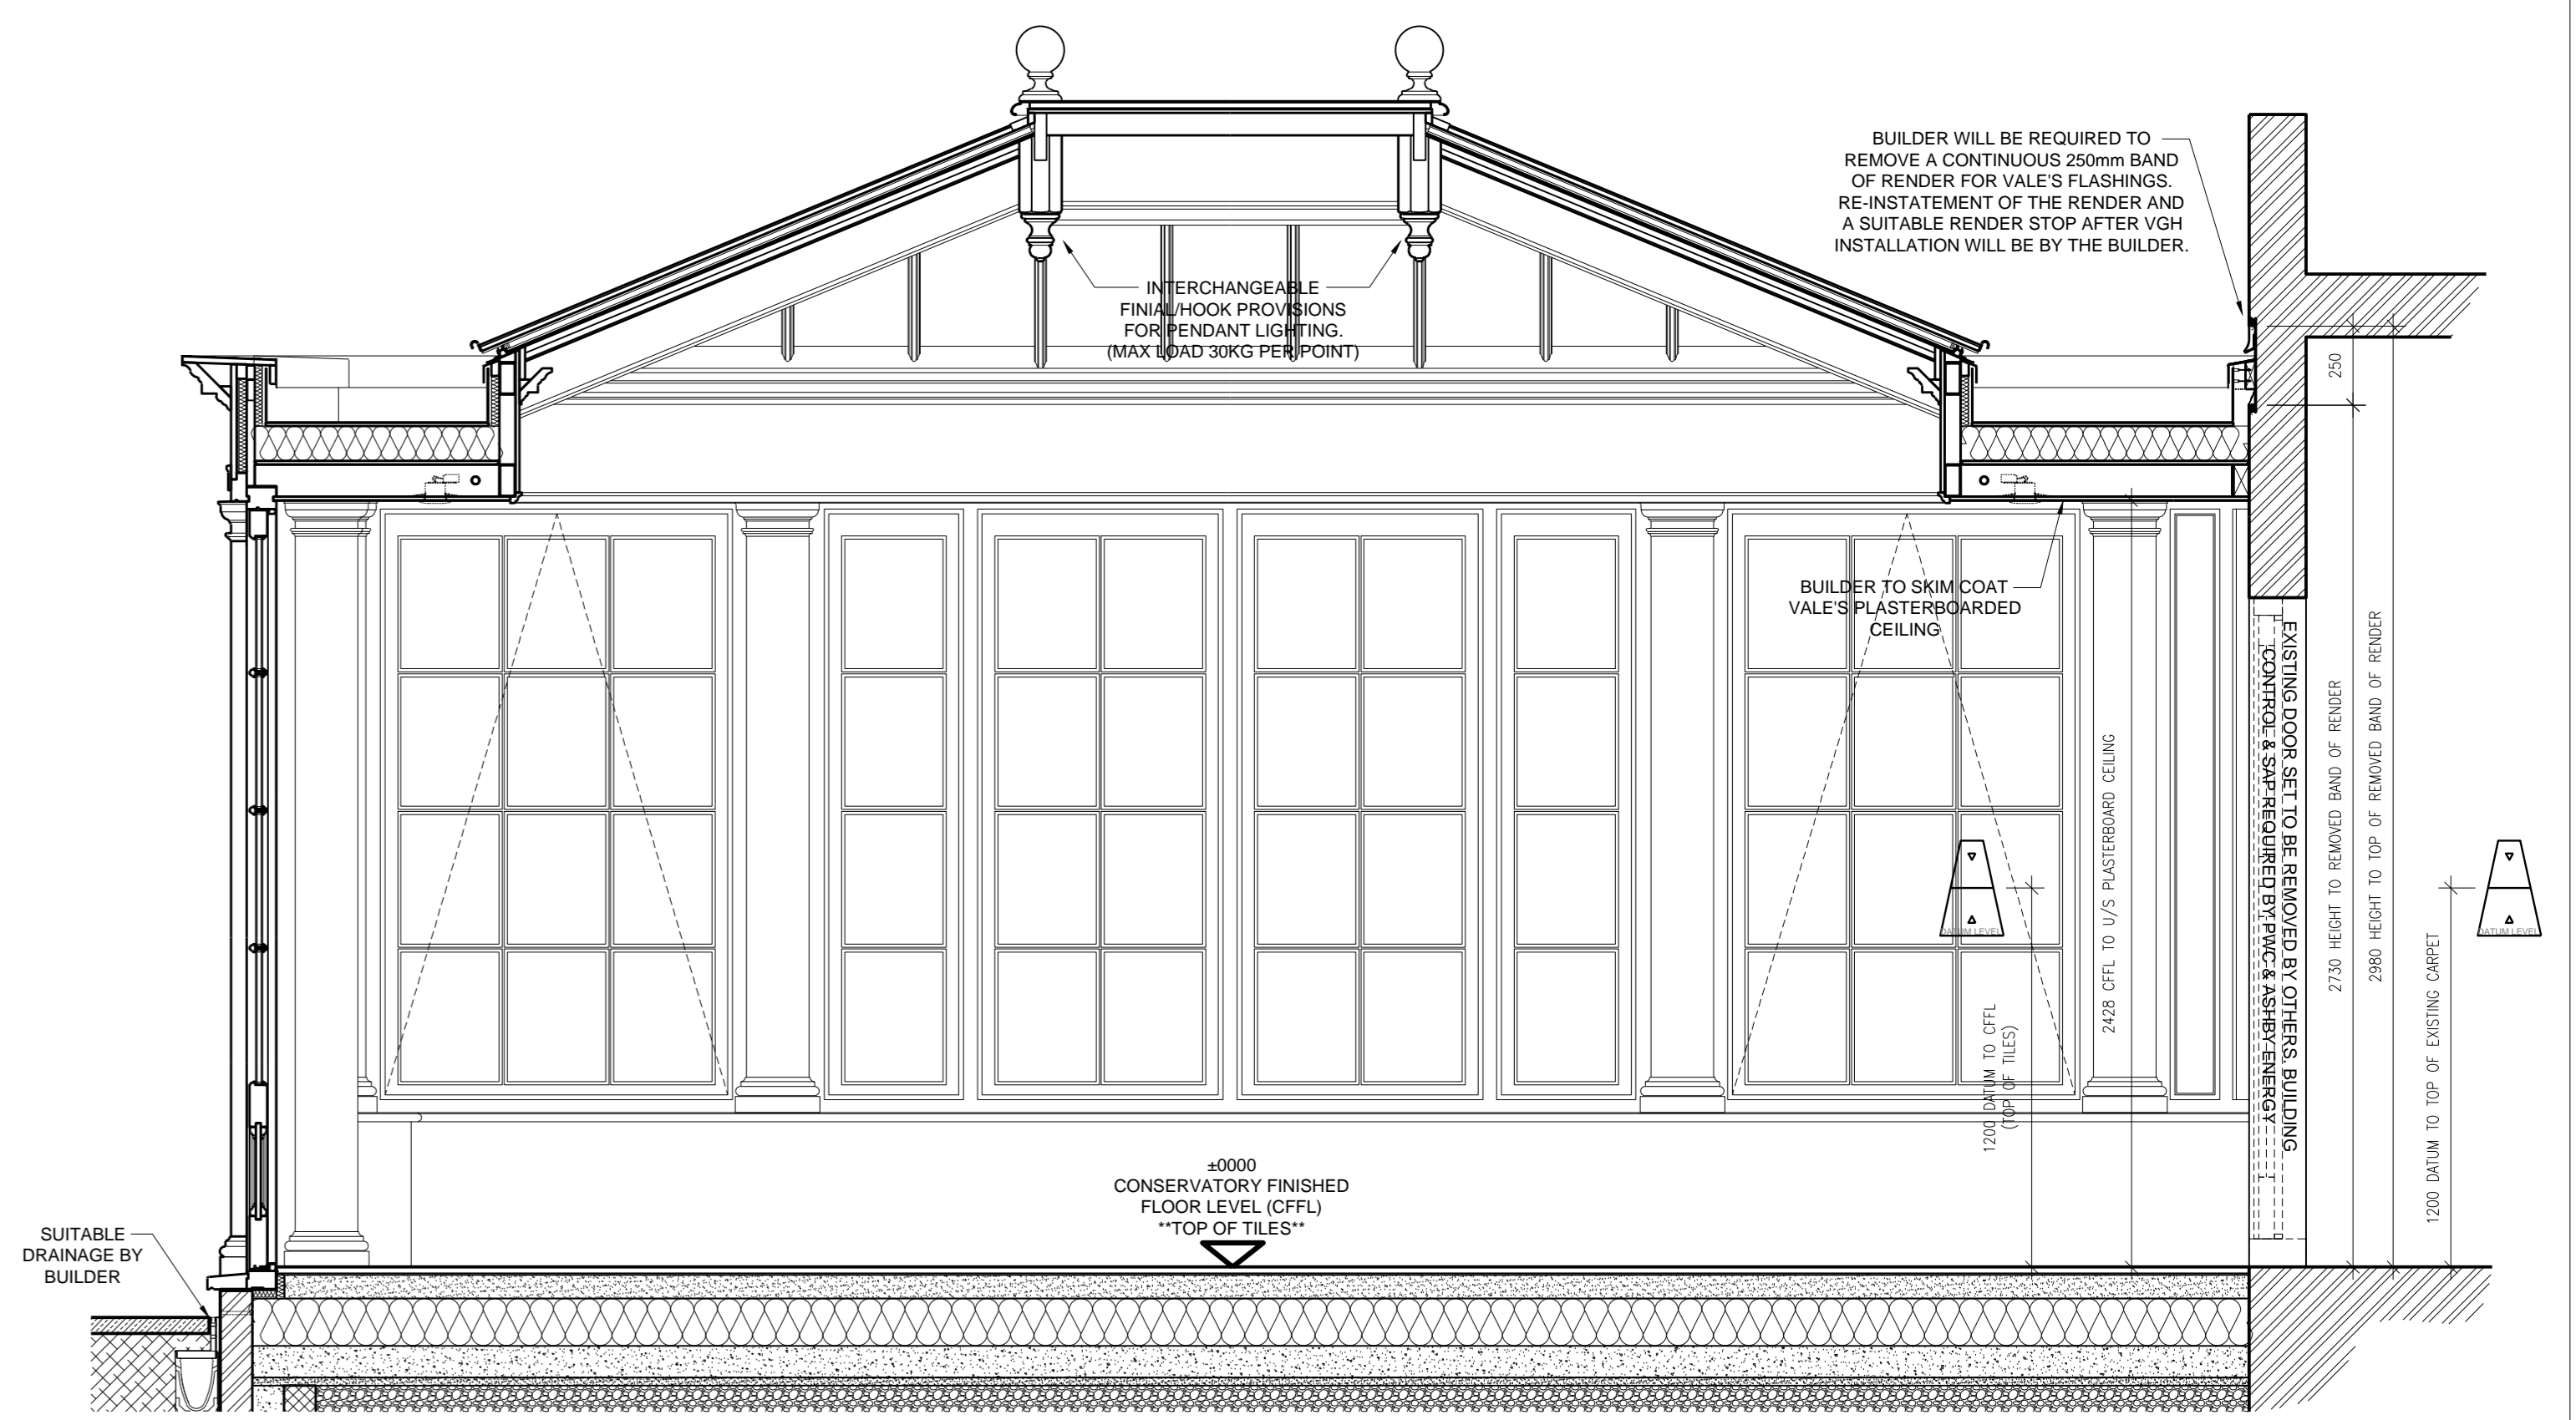 BUILDER WILL BE REQUIRED TO
REMOVE A CONTINUOUS 250mm BAND
OF RENDER FOR VALE'S FLASHINGS.
RE-INSTATEMENT OF THE RENDER AND
A SUITABLE RENDER STOP AFTER VGH
INSTALLATION WILL BE BY THE BUILDER.
INTERCHANGEABLE
FINIAL/HOOK PROVISIONS
FOR PENDANT LIGHTING.
(MAX LOAD 30KG PER POINT)
250
BUILDER TO SKIM COAT
VALE'S PLASTERBOARDED
CEILING
EXISTING DOOR SET TO BE REMOVED BY OTHERS. BUILDING
CONTROL & SAP REQUIRED BY PWC & ASHBY ENERGY
2730 HEIGHT TO REMOVED BAND OF RENDER
2980 HEIGHT TO TOP OF REMOVED BAND OF RENDER
2428 CFFL TO U/S PLASTERBOARD CEILING
1200 DATUM TO CFFL
(TOP OF TILES)
DATUM LEVEL
DATUM LEVEL
1200 DATUM TO TOP OF EXISTING CARPET
±0000
CONSERVATORY FINISHED
FLOOR LEVEL (CFFL)
**TOP OF TILES**
SUITABLE
DRAINAGE BY
BUILDER